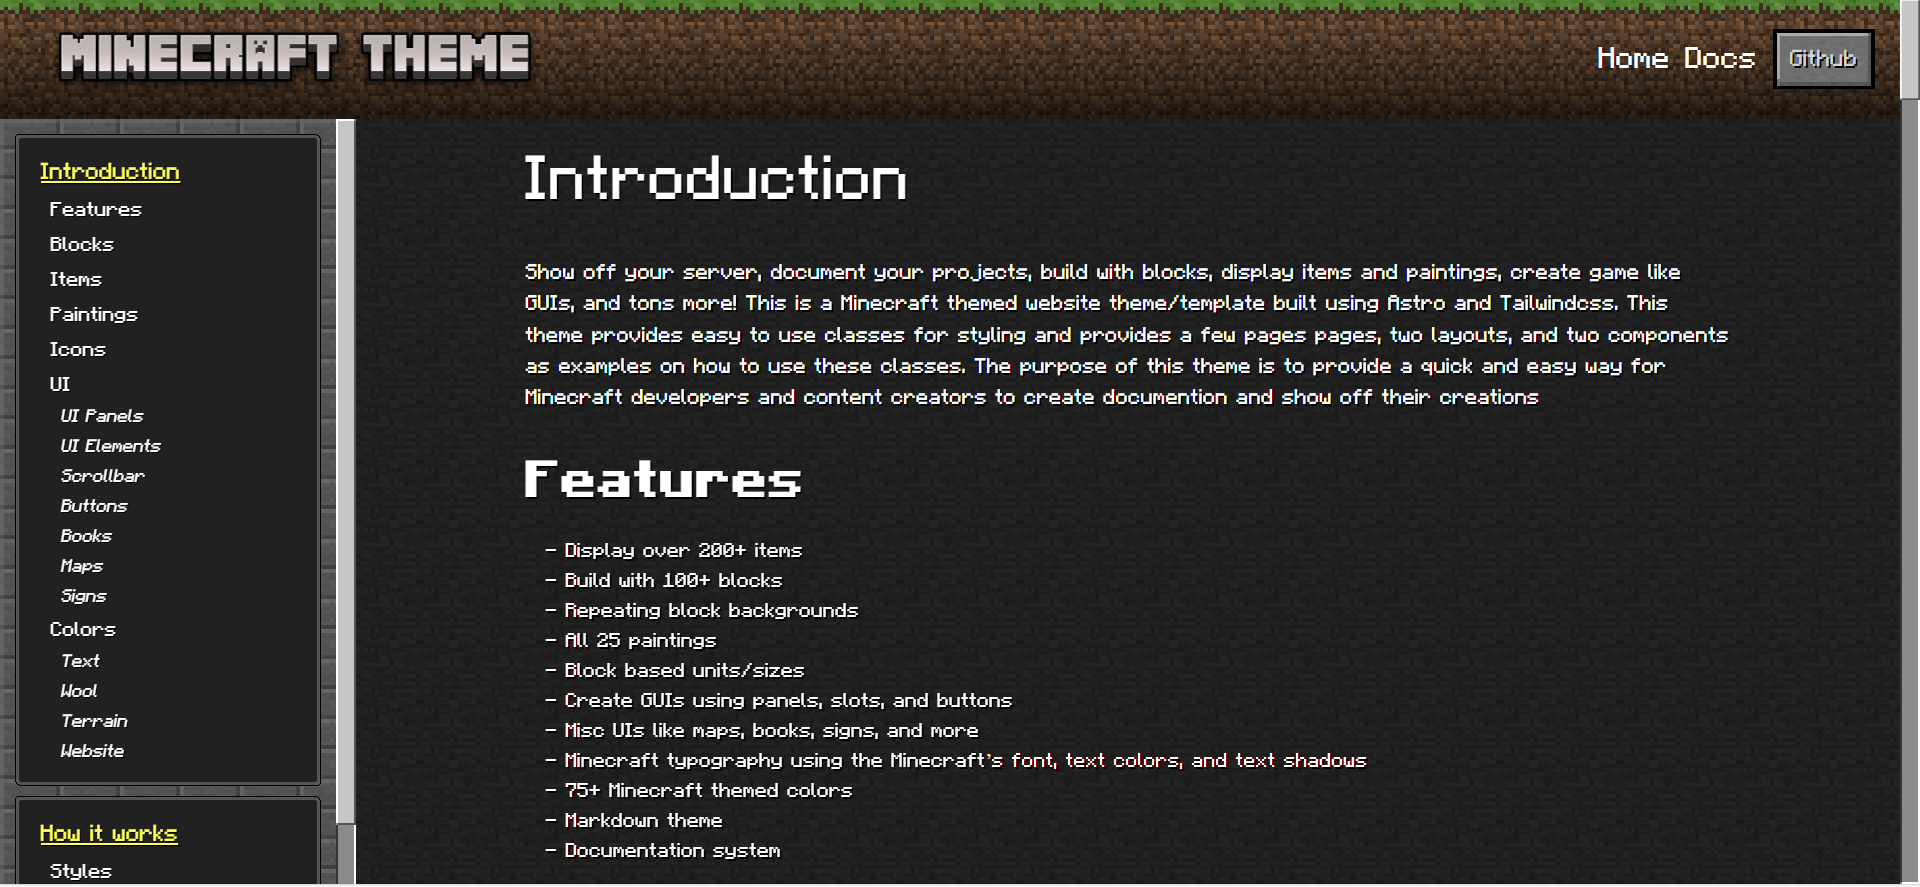 MINECRAFT THEME
Home Docs Github
Introduction
Features
Blocks
Items
Paintings
Icons
UI
UI Panels
UI Elements
Scrollbar
Buttons
Books
Maps
Signs
Colors
Text
Wool
Terrain
Website
How it works
Styles
Introduction
Show off your server, document your projects, build with blocks, display items and paintings, create game like
GUIs, and tons more! This is a Minecraft themed website theme/template built using Astro and Tailwindcss. This
theme provides easy to use classes for styling and provides a few pages pages, two layouts, and two components
as examples on how to use these classes. The purpose of this theme is to provide a quick and easy way for
Minecraft developers and content creators to create documention and show off their creations
Features
- Display over 200+ items
- Build with 100+ blocks
- Repeating block backgrounds
- All 25 paintings
- Block based units/sizes
- Create GUIs using panels, slots, and buttons
- Misc UIs like maps, books, signs, and more
- Minecraft typography using the Minecraft's font, text colors, and text shadows
- 75+ Minecraft themed colors
- Markdown theme
- Documentation system